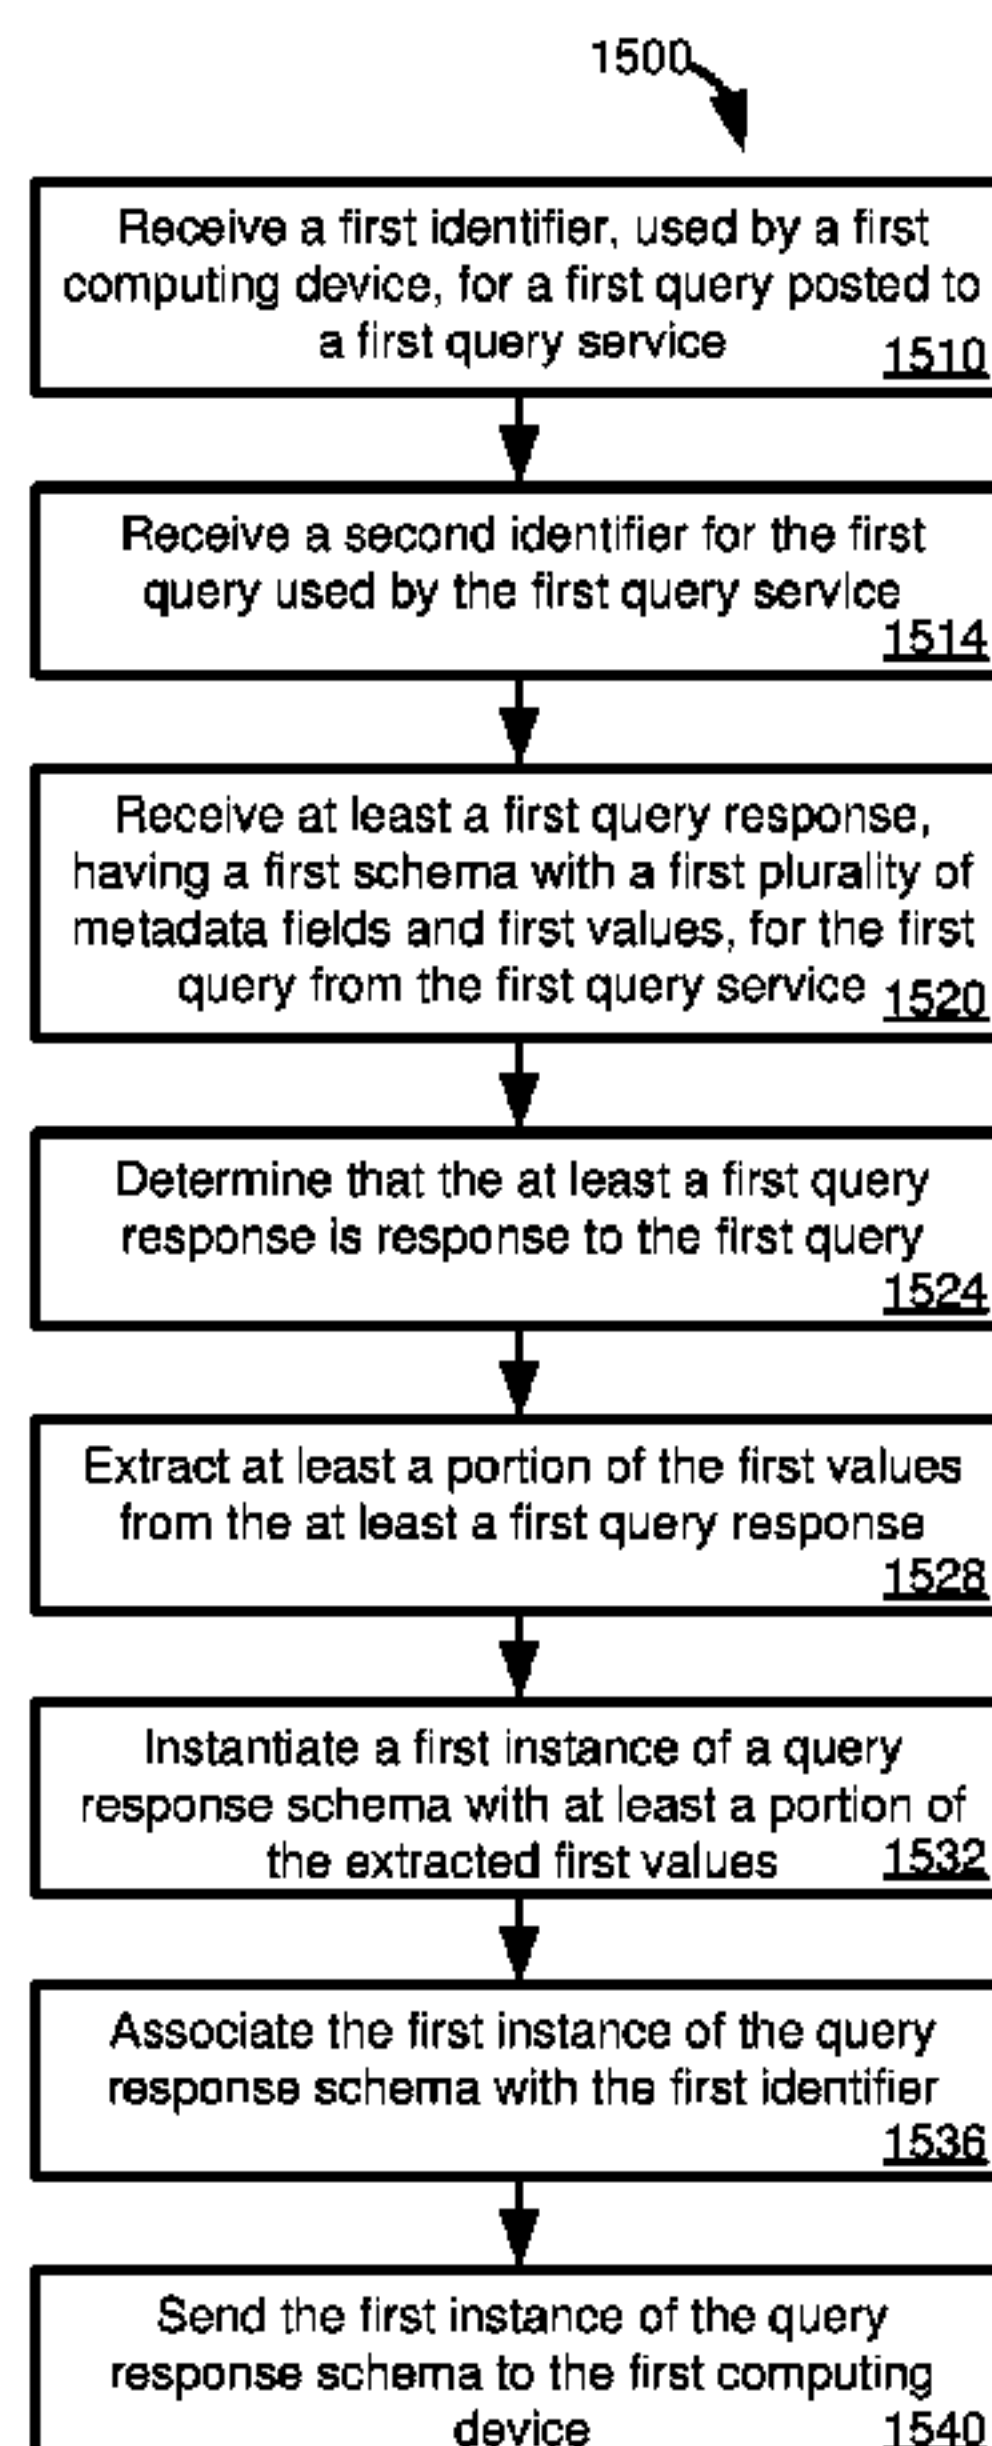 1500
Receive a first identifier, used by a first
computing device, for a first query posted to
a first query service
1510
Receive a second identifier for the first
query used by the first query service
1514
Receive at least a first query response,
having a first schema with a first plurality of
metadata fields and first values, for the first
query from the first query service
1520
Determine that the at least a first query
response is response to the first query
1524
Extract at least a portion of the first values
from the at least a first query response
1528
Instantiate a first instance of a query
response schema with at least a portion of
the extracted first values
1532
Associate the first instance of the query
response schema with the first identifier
1536
Send the first instance of the query
response schema to the first computing
device
1540